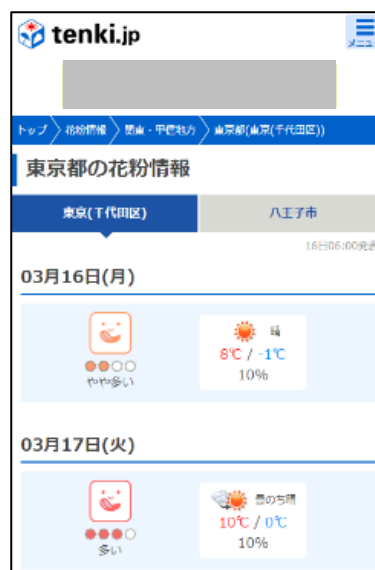 tenki.jp
メニュー
トップ 花粉情報 関東・甲信地方 東京都(東京(千代田区))
東京都の花粉情報
東京(千代田区) 八王子市
16日06:00発表
03月16日(月)
晴
8℃ / -1℃
やや多い
10%
03月17日(火)
曇のち晴
10℃ / 0℃
多い
10%